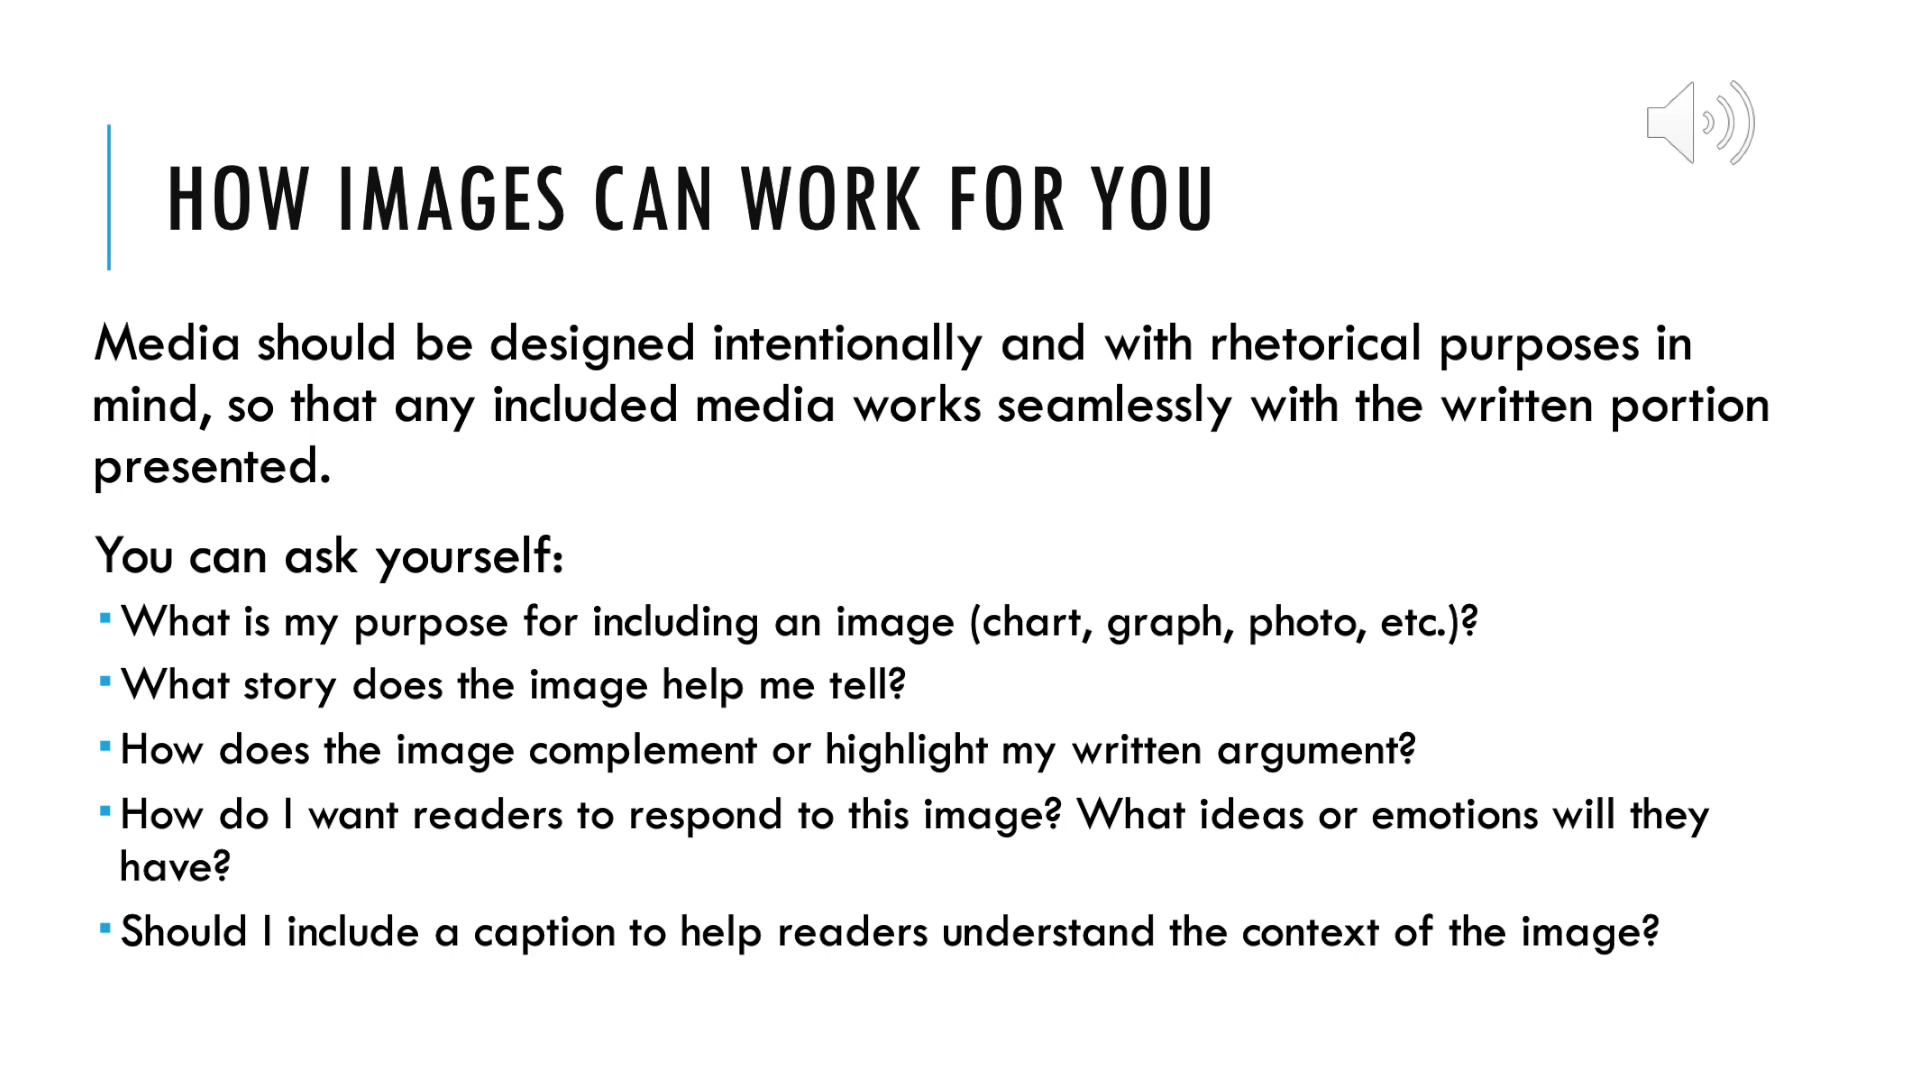 HOW IMAGES CAN WORK FOR YOU
Media should be designed intentionally and with rhetorical purposes in
mind, so that any included media works seamlessly with the written portion
presented.
You can ask yourself:
▪ What is my purpose for including an image (chart, graph, photo, etc.)?
▪ What story does the image help me tell?
▪ How does the image complement or highlight my written argument?
▪ How do I want readers to respond to this image? What ideas or emotions will they
have?
▪ Should I include a caption to help readers understand the context of the image?